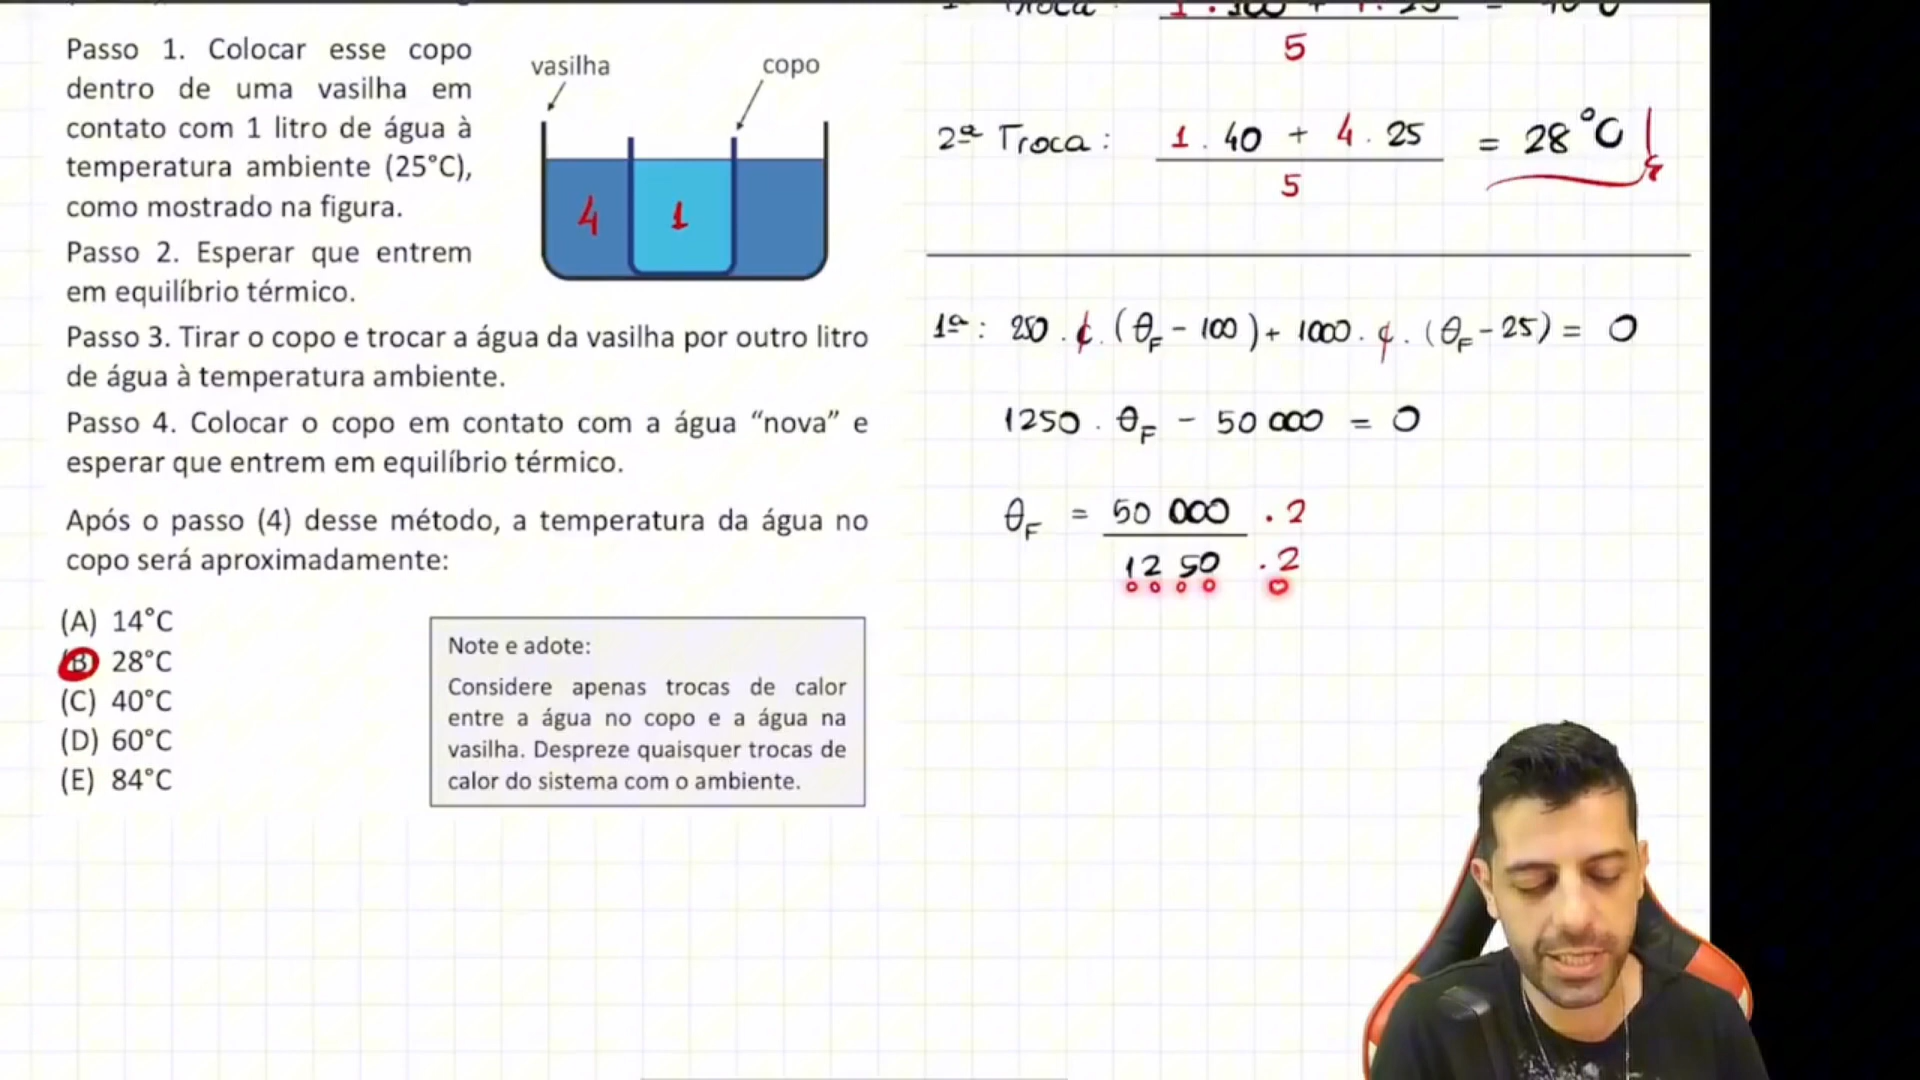 Passo 1. Colocar esse copo
dentro de uma vasilha em
contato com 1 litro de água à
temperatura ambiente (25°C),
como mostrado na figura.
Passo 2. Esperar que entrem
em equilíbrio térmico.
vasilha
copo
4
1
Passo 3. Tirar o copo e trocar a água da vasilha por outro litro
de água à temperatura ambiente.
Passo 4. Colocar o copo em contato com a água “nova” e
esperar que entrem em equilíbrio térmico.
Após o passo (4) desse método, a temperatura da água no
copo será aproximadamente:
(A) 14°C
(B) 28°C
(C) 40°C
(D) 60°C
(E) 84°C
Note e adote:
Considere apenas trocas de calor
entre a água no copo e a água na
vasilha. Despreze quaisquer trocas de
calor do sistema com o ambiente.
5
2ª Troca : 1 . 40 + 4 . 25 = 28°C
5
1ª : 250 . c . (θF - 100) + 1000 . c . (θF - 25) = 0
1250 . θF - 50 000 = 0
θF = 50 000 . 2
1250 . 2